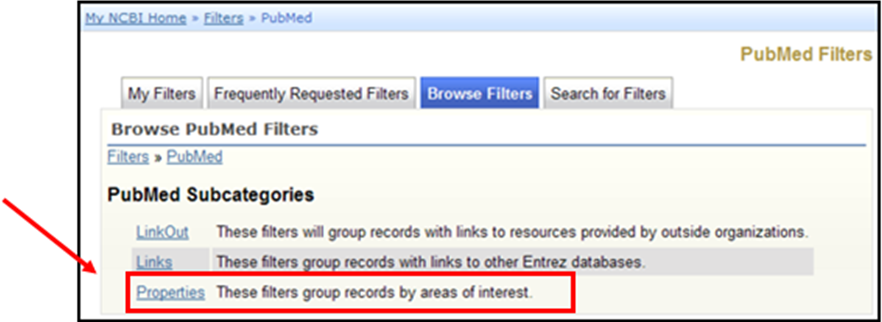 My NCBI Home » Filters » PubMed
PubMed Filters
My Filters Frequently Requested Filters Browse Filters Search for Filters
Browse PubMed Filters
Filters » PubMed
PubMed Subcategories
LinkOut These filters will group records with links to resources provided by outside organizations.
Links These filters group records with links to other Entrez databases.
Properties These filters group records by areas of interest.